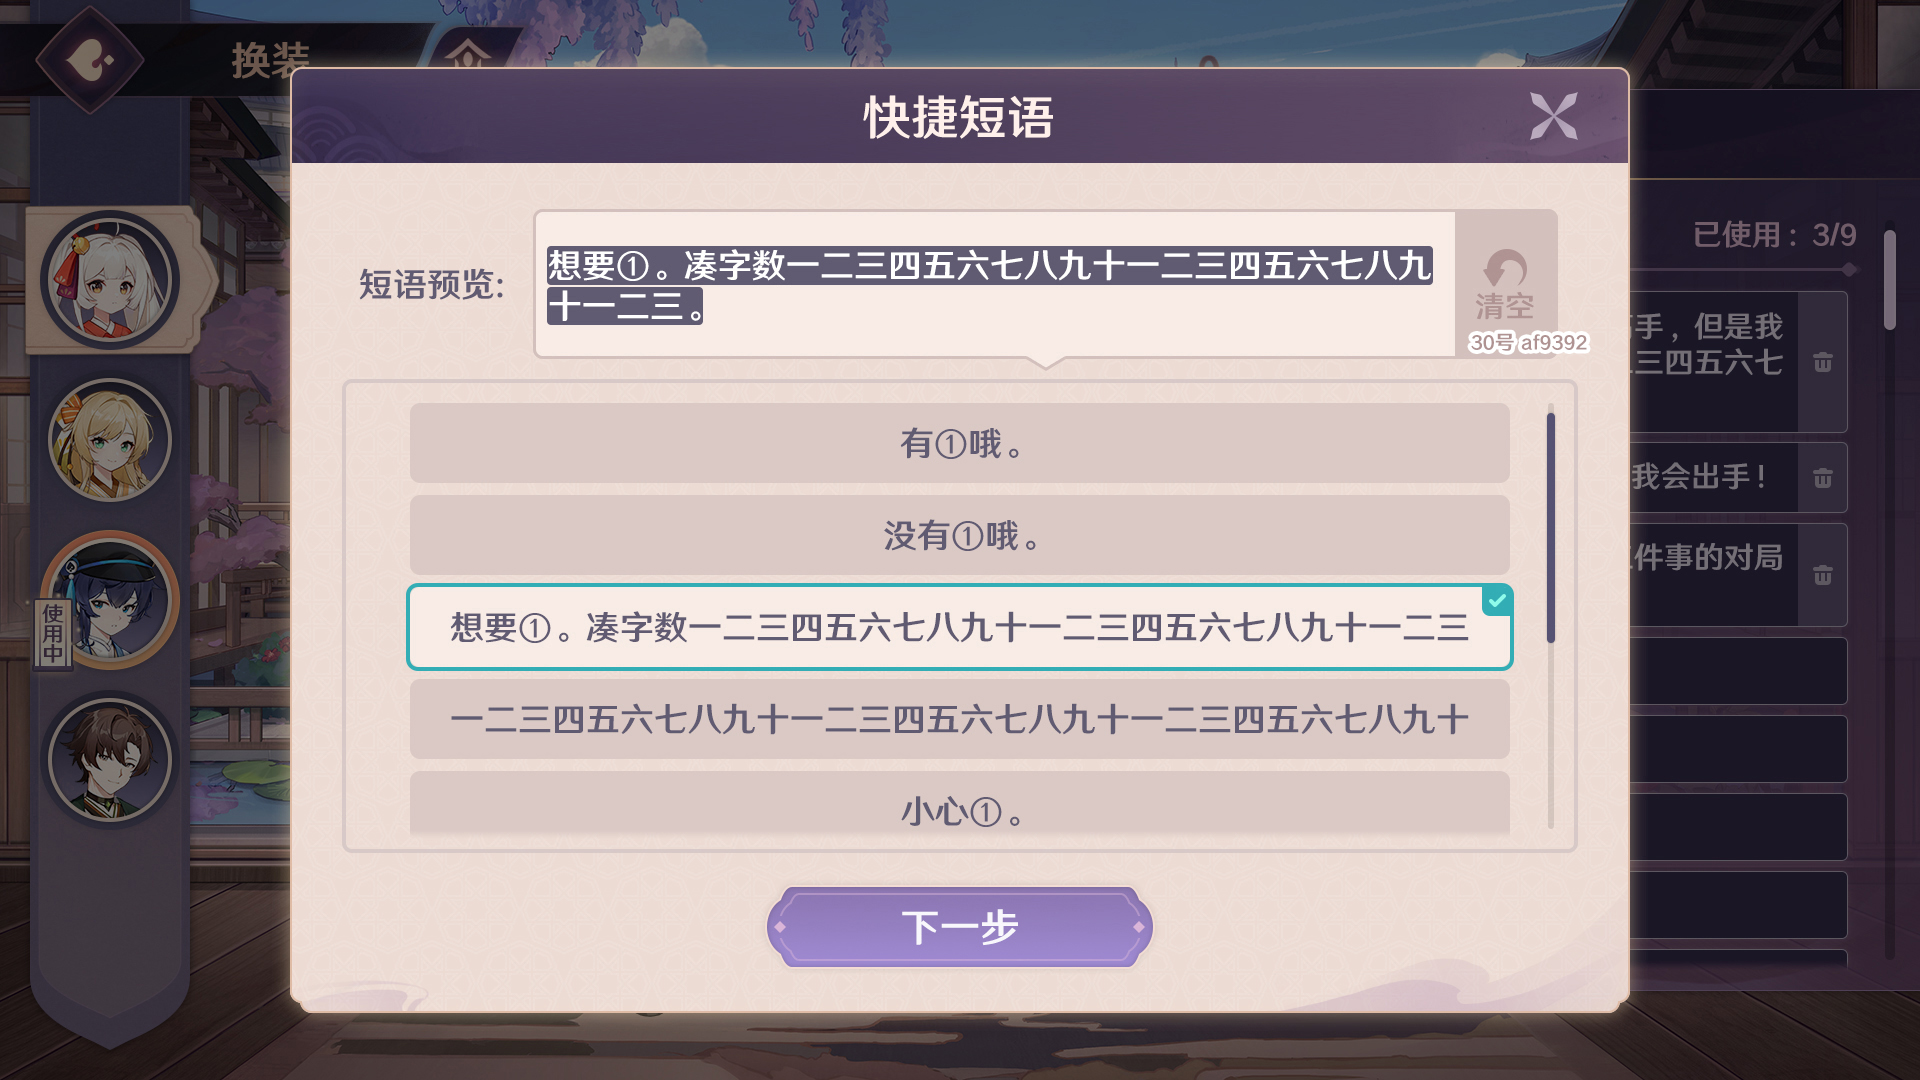 换装
快捷短语
已使用：3/9
短语预览:
想要①。凑字数一二三四五六七八九十一二三四五六七八九
十一二三。
清空
30号 af9392
手，但是我
三四五六七
我会出手！
件事的对局
有①哦。
没有①哦。
想要①。凑字数一二三四五六七八九十一二三四五六七八九十一二三
一二三四五六七八九十一二三四五六七八九十一二三四五六七八九十
小心①。
使用中
下一步